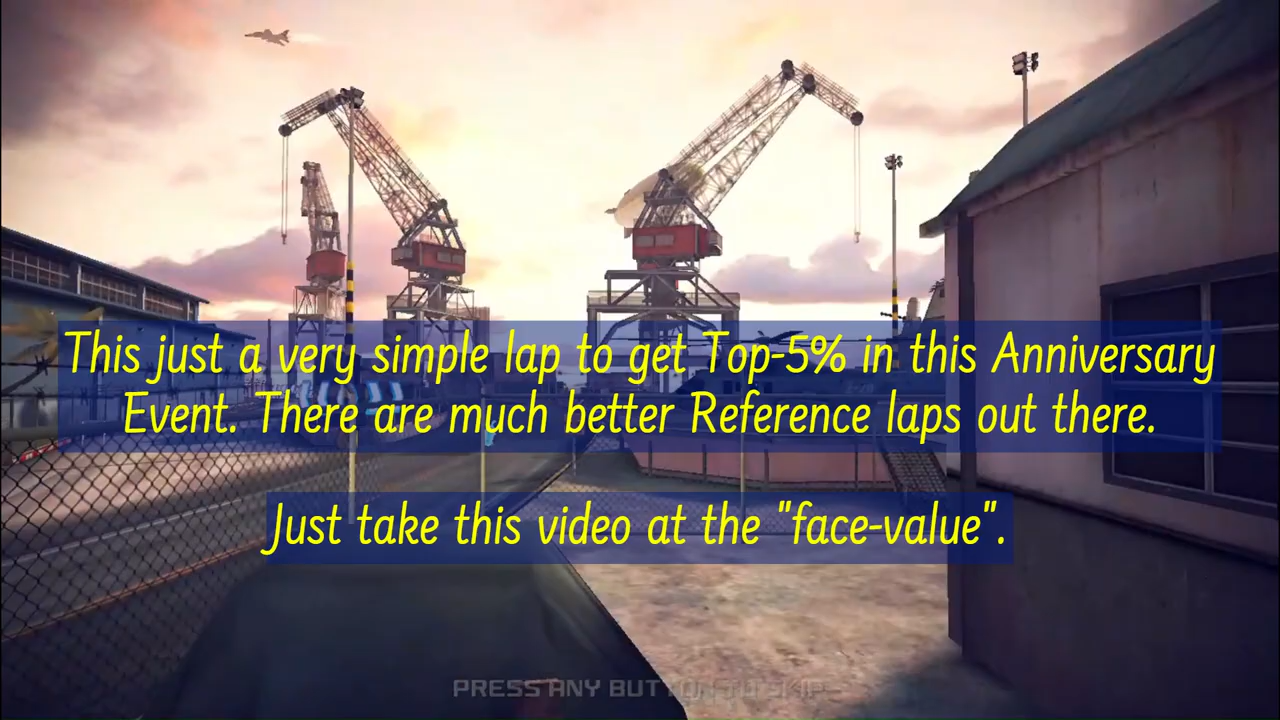 This just a very simple lap to get Top-5% in this Anniversary
Event. There are much better Reference laps out there.
Just take this video at the "face-value".
PRESS ANY BUTTON TO SKIP